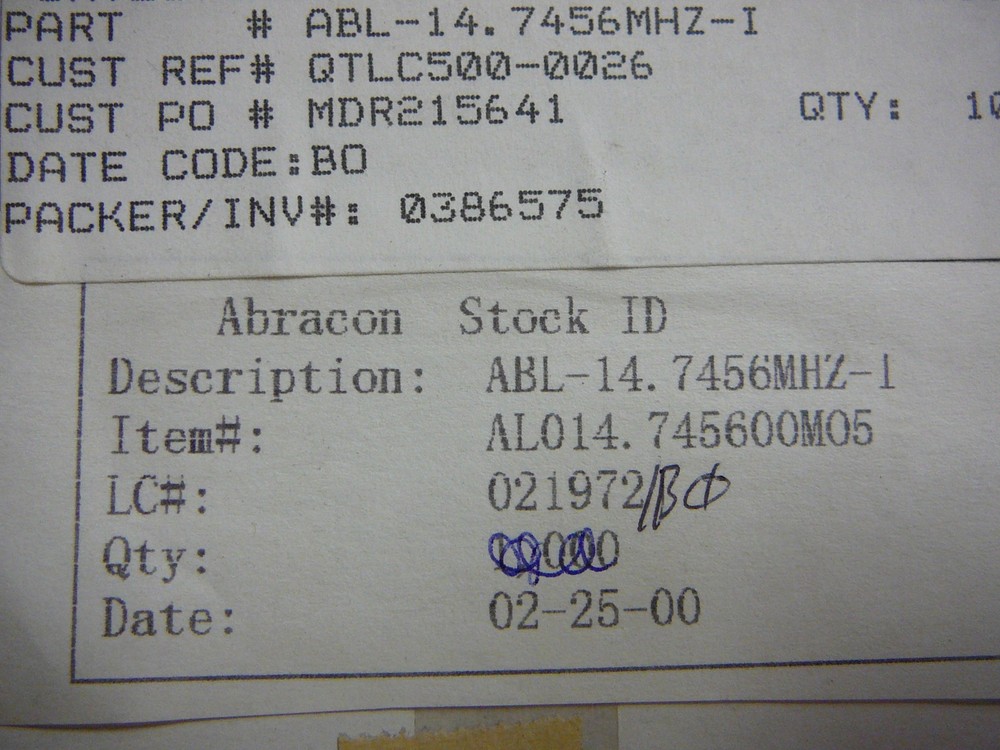 PART # ABL-14.7456MHZ-I
CUST REF# QTLC500-0026
CUST PO # MDR215641 QTY:
DATE CODE:BO
PACKER/INV#: 0386575
Abracon Stock ID
Description: ABL-14.7456MHZ-1
Item#: AL014.745600M05
LC#: 021972/BØ
Qty:
Date: 02-25-00